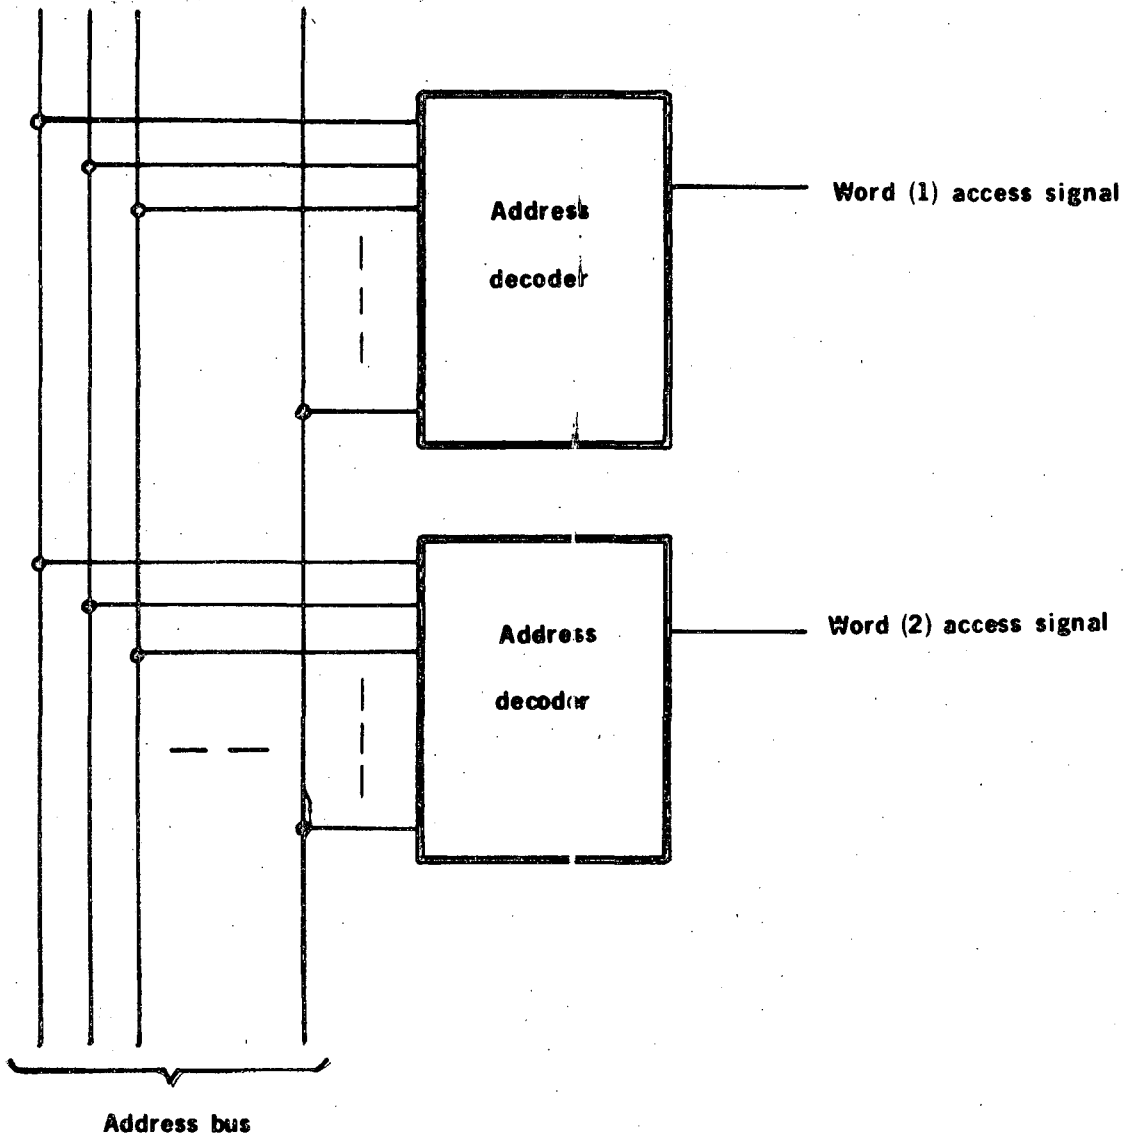 Address
decoder
Word (1) access signal
Address
decoder
Word (2) access signal
Address bus